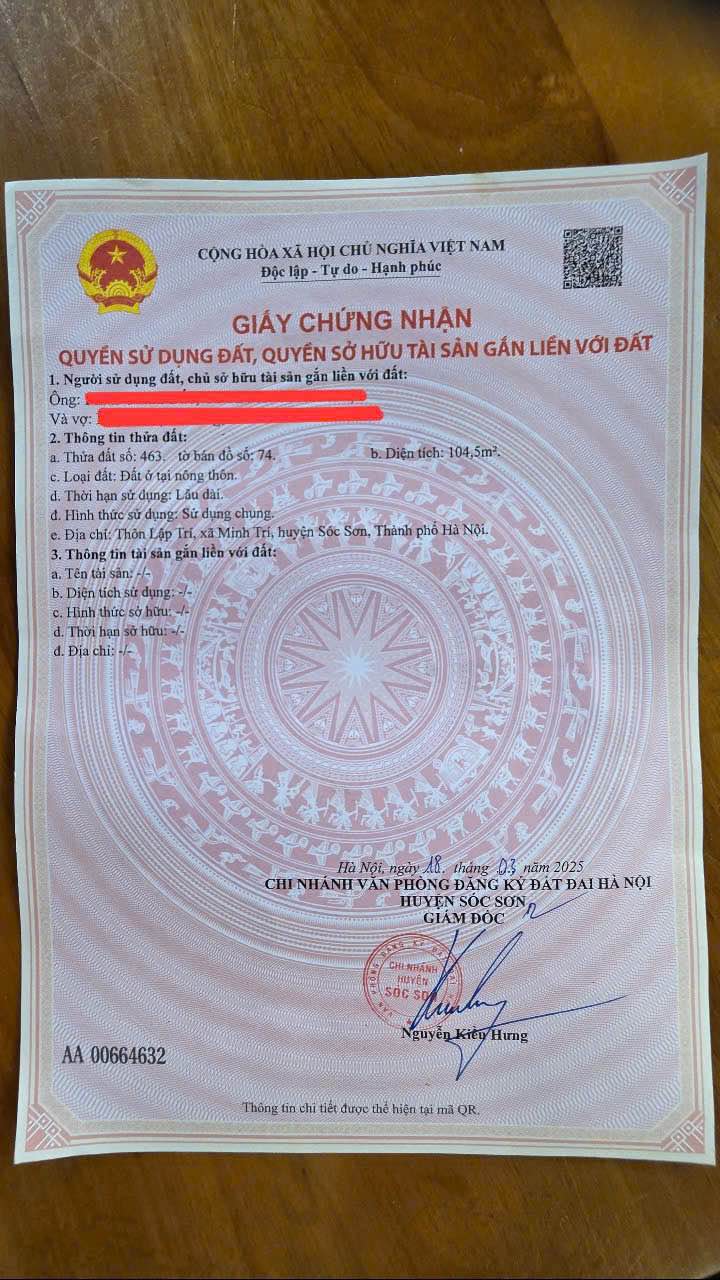 CỘNG HÒA XÃ HỘI CHỦ NGHĨA VIỆT NAM
Độc lập - Tự do - Hạnh phúc
GIẤY CHỨNG NHẬN
QUYỀN SỬ DỤNG ĐẤT, QUYỀN SỞ HỮU TÀI SẢN GẮN LIỀN VỚI ĐẤT
1. Người sử dụng đất, chủ sở hữu tài sản gắn liền với đất:
Ông:
Và vợ:
2. Thông tin thửa đất:
a. Thửa đất số: 463. tờ bản đồ số: 74. b. Diện tích: 104,5m².
c. Loại đất: Đất ở tại nông thôn.
d. Thời hạn sử dụng: Lâu dài.
đ. Hình thức sử dụng: Sử dụng chung.
e. Địa chỉ: Thôn Lập Trí, xã Minh Trí, huyện Sóc Sơn, Thành phố Hà Nội.
3. Thông tin tài sản gắn liền với đất:
a. Tên tài sản: -/-
b. Diện tích sử dụng: -/-
c. Hình thức sở hữu: -/-
d. Thời hạn sở hữu: -/-
đ. Địa chỉ: -/-
Hà Nội, ngày 18. tháng 03 năm 2025
CHI NHÁNH VĂN PHÒNG ĐĂNG KÝ ĐẤT ĐAI HÀ NỘI
HUYỆN SÓC SƠN
GIÁM ĐỐC
CHI NHÁNH
HUYỆN
SÓC SƠN
Nguyễn Kiều Hưng
AA 00664632
Thông tin chi tiết được thể hiện tại mã QR.